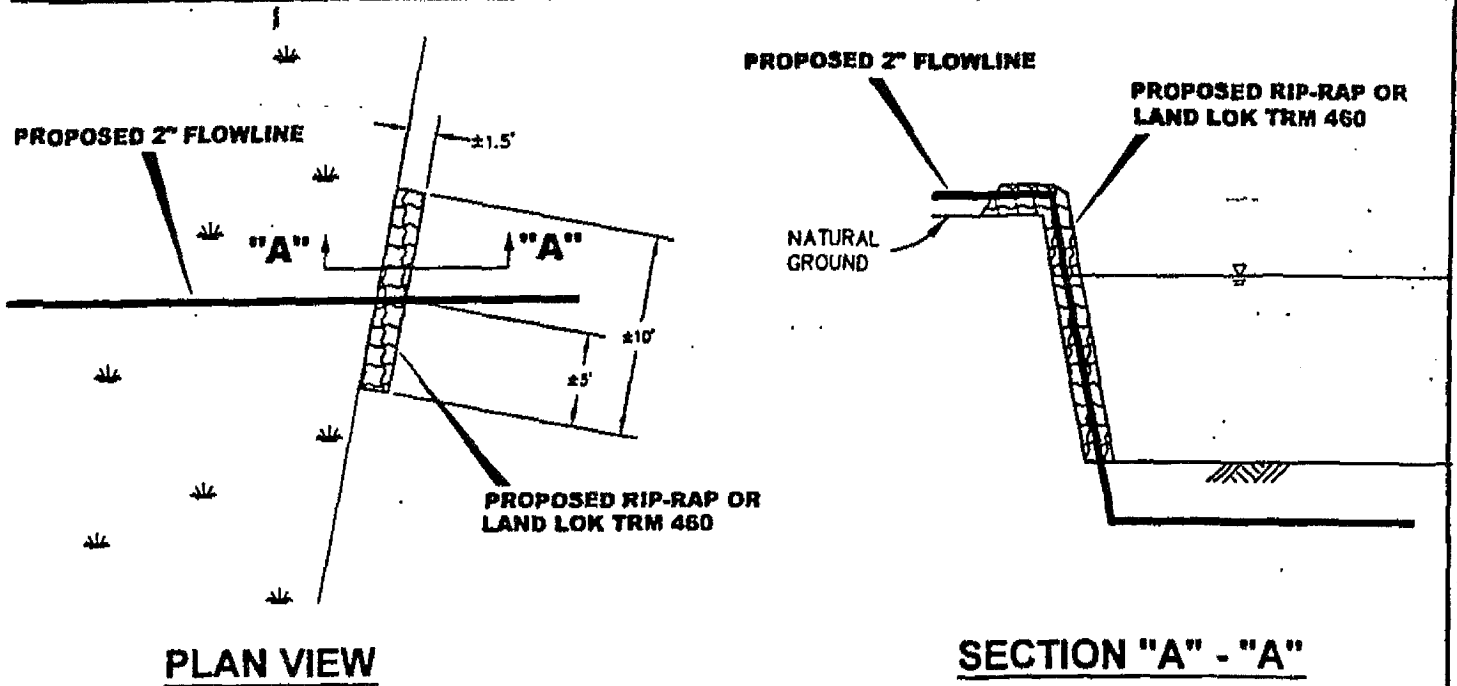 PROPOSED 2" FLOWLINE
±1.5'
"A"
"A"
±10'
±5'
PROPOSED RIP-RAP OR
LAND LOK TRM 460
PLAN VIEW
PROPOSED 2" FLOWLINE
PROPOSED RIP-RAP OR
LAND LOK TRM 460
NATURAL
GROUND
SECTION "A" - "A"